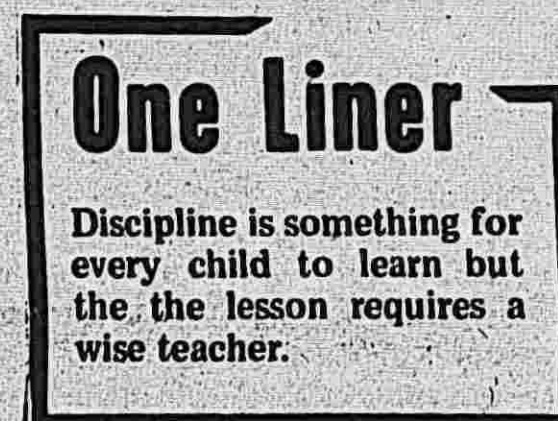 One Liner
Discipline is something for
every child to learn but
the the lesson requires a
wise teacher.